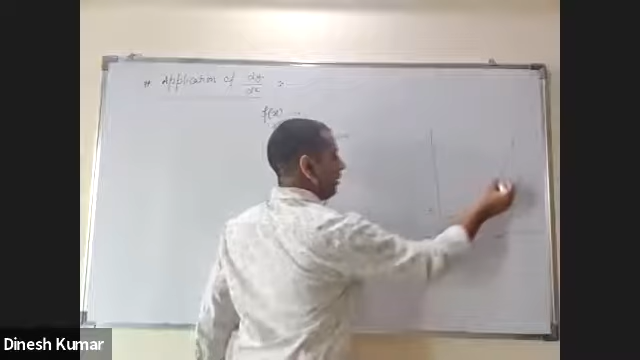 ** Application of dy/dx :
f(x) -
Dinesh Kumar